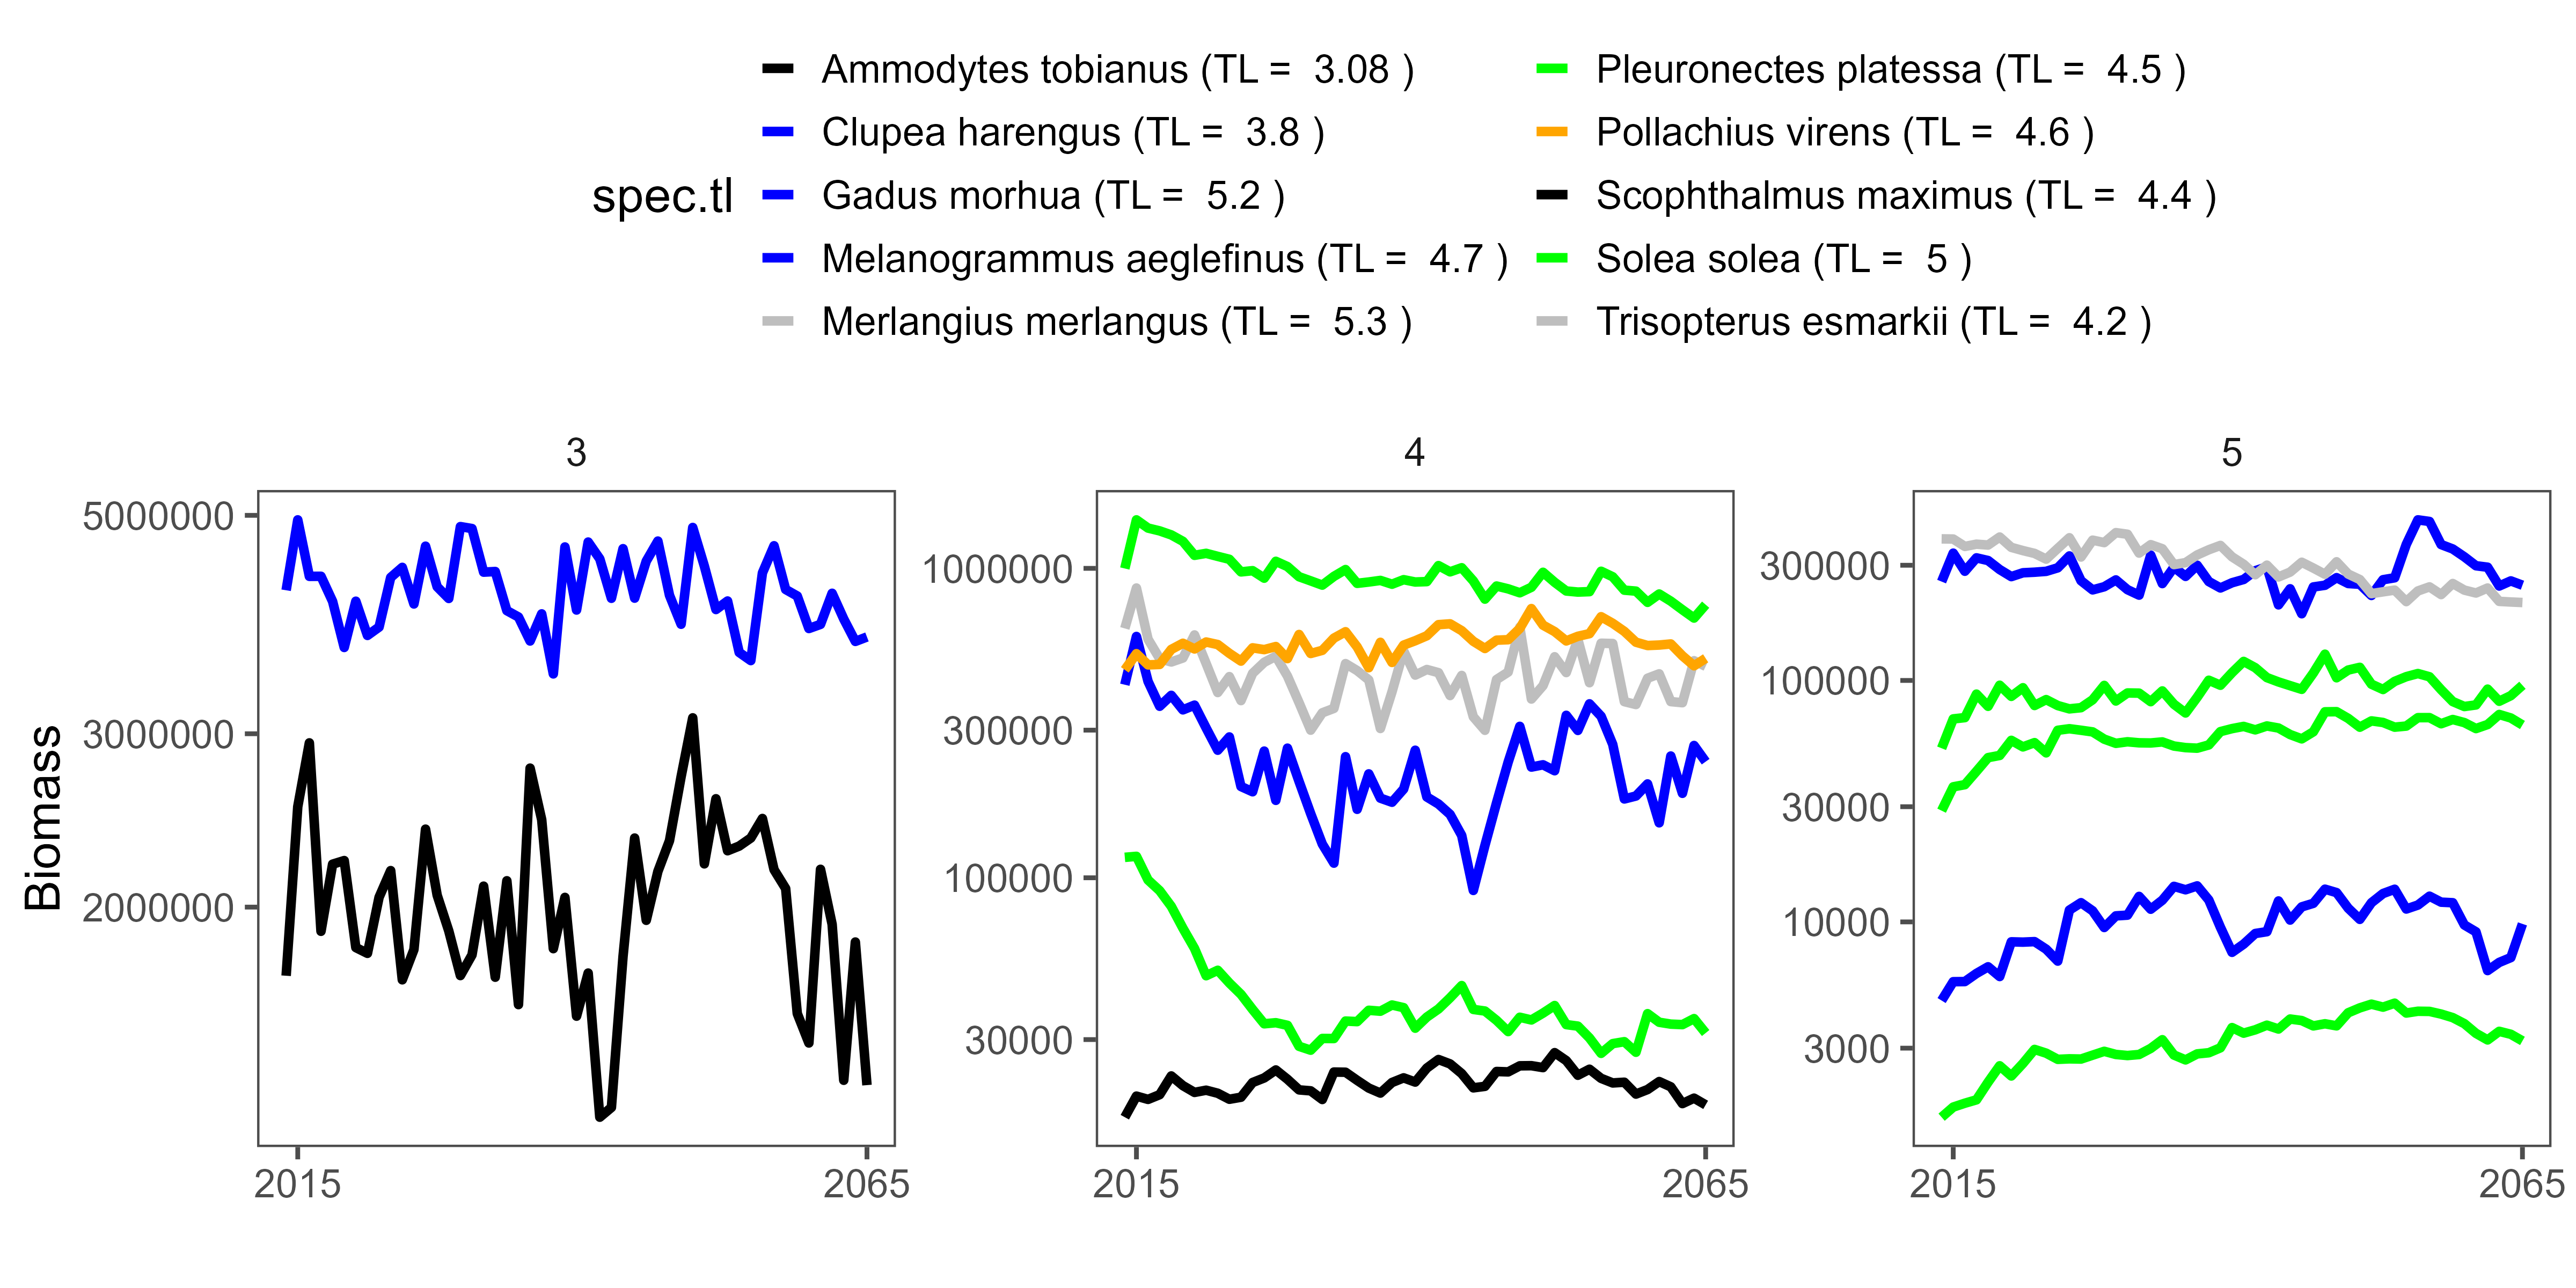 spec.tl
Ammodytes tobianus (TL =  3.08 )
Clupea harengus (TL =  3.8 )
Gadus morhua (TL =  5.2 )
Melanogrammus aeglefinus (TL =  4.7 )
Merlangius merlangus (TL =  5.3 )
Pleuronectes platessa (TL =  4.5 )
Pollachius virens (TL =  4.6 )
Scophthalmus maximus (TL =  4.4 )
Solea solea (TL =  5 )
Trisopterus esmarkii (TL =  4.2 )
Biomass
3
5000000
3000000
2000000
2015 2065
4
1000000
300000
100000
30000
2015 2065
5
300000
100000
30000
10000
3000
2015 2065